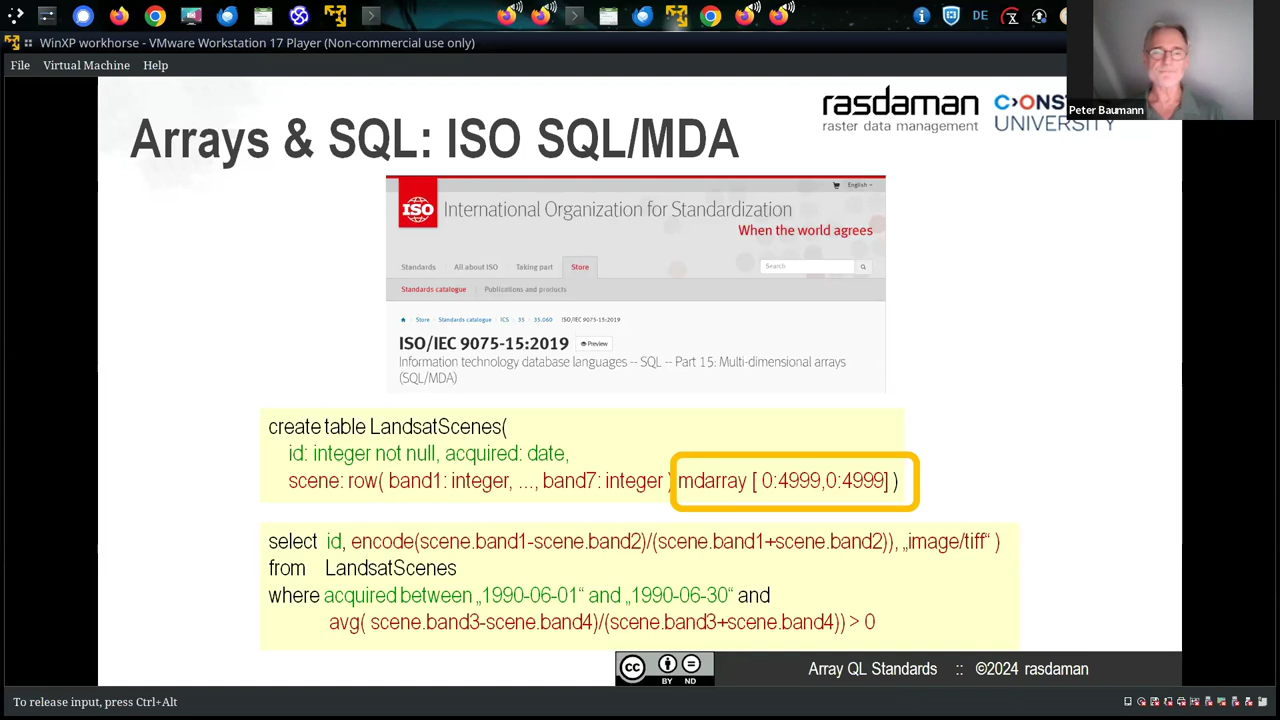 DE
WinXP workhorse - VMware Workstation 17 Player (Non-commercial use only)
File Virtual Machine Help
Peter Baumann
Arrays & SQL: ISO SQL/MDA
rasdaman
raster data management
C>ONST
UNIVERSITY
ISO
International Organization for Standardization
When the world agrees
English
Standards All about ISO Taking part Store
Search
Standards catalogue Publications and products
Store Standards catalogue ICS 35 35.060 ISO/IEC 9075-15:2019
ISO/IEC 9075-15:2019 Preview
Information technology database languages -- SQL -- Part 15: Multi-dimensional arrays
(SQL/MDA)
create table LandsatScenes(
id: integer not null, acquired: date,
scene: row( band1: integer, ..., band7: integer ) mdarray [ 0:4999,0:4999] )
select id, encode(scene.band1-scene.band2)/(scene.band1+scene.band2)), „image/tiff“ )
from LandsatScenes
where acquired between „1990-06-01“ and „1990-06-30“ and
avg( scene.band3-scene.band4)/(scene.band3+scene.band4)) > 0
cc BY ND
Array QL Standards :: ©2024 rasdaman
To release input, press Ctrl+Alt